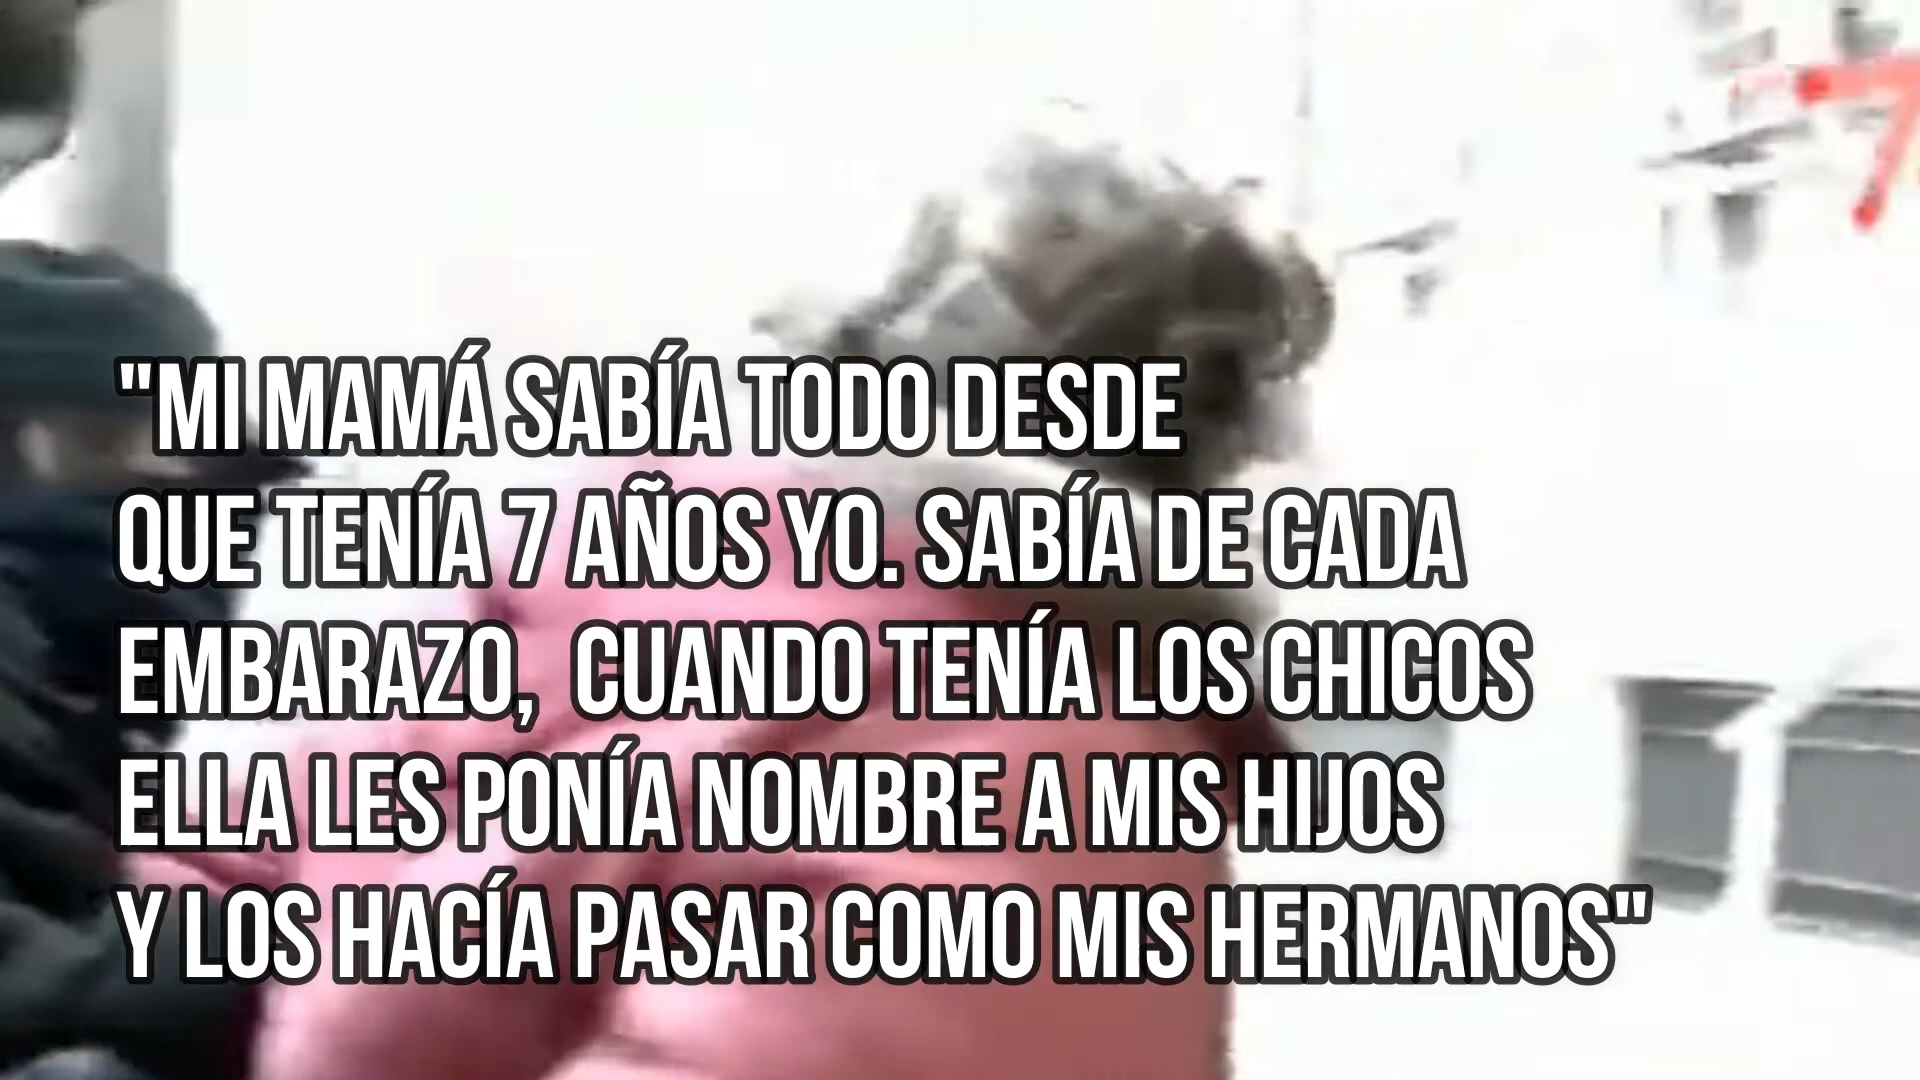 "MI MAMÁ SABÍA TODO DESDE
QUE TENÍA 7 AÑOS YO. SABÍA DE CADA
EMBARAZO, CUANDO TENÍA LOS CHICOS
ELLA LES PONÍA NOMBRE A MIS HIJOS
Y LOS HACÍA PASAR COMO MIS HERMANOS"